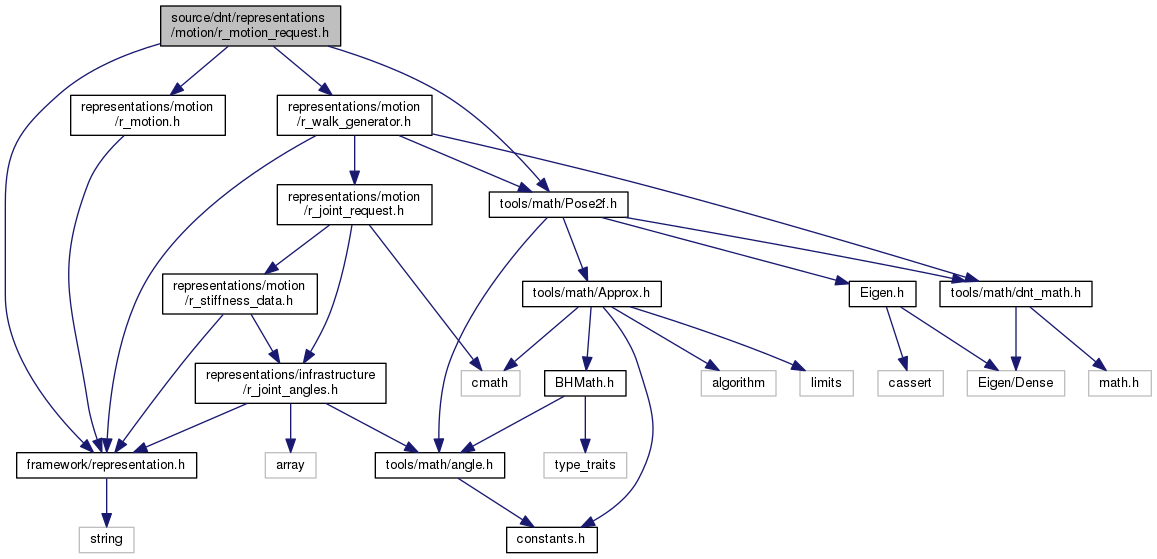 source/dnt/representations
/motion/r_motion_request.h
representations/motion
/r_motion.h
representations/motion
/r_walk_generator.h
representations/motion
/r_joint_request.h
tools/math/Pose2f.h
representations/motion
/r_stiffness_data.h
tools/math/Approx.h
Eigen.h
tools/math/dnt_math.h
representations/infrastructure
/r_joint_angles.h
cmath
BHMath.h
algorithm
limits
cassert
Eigen/Dense
math.h
framework/representation.h
array
tools/math/angle.h
type_traits
string
constants.h